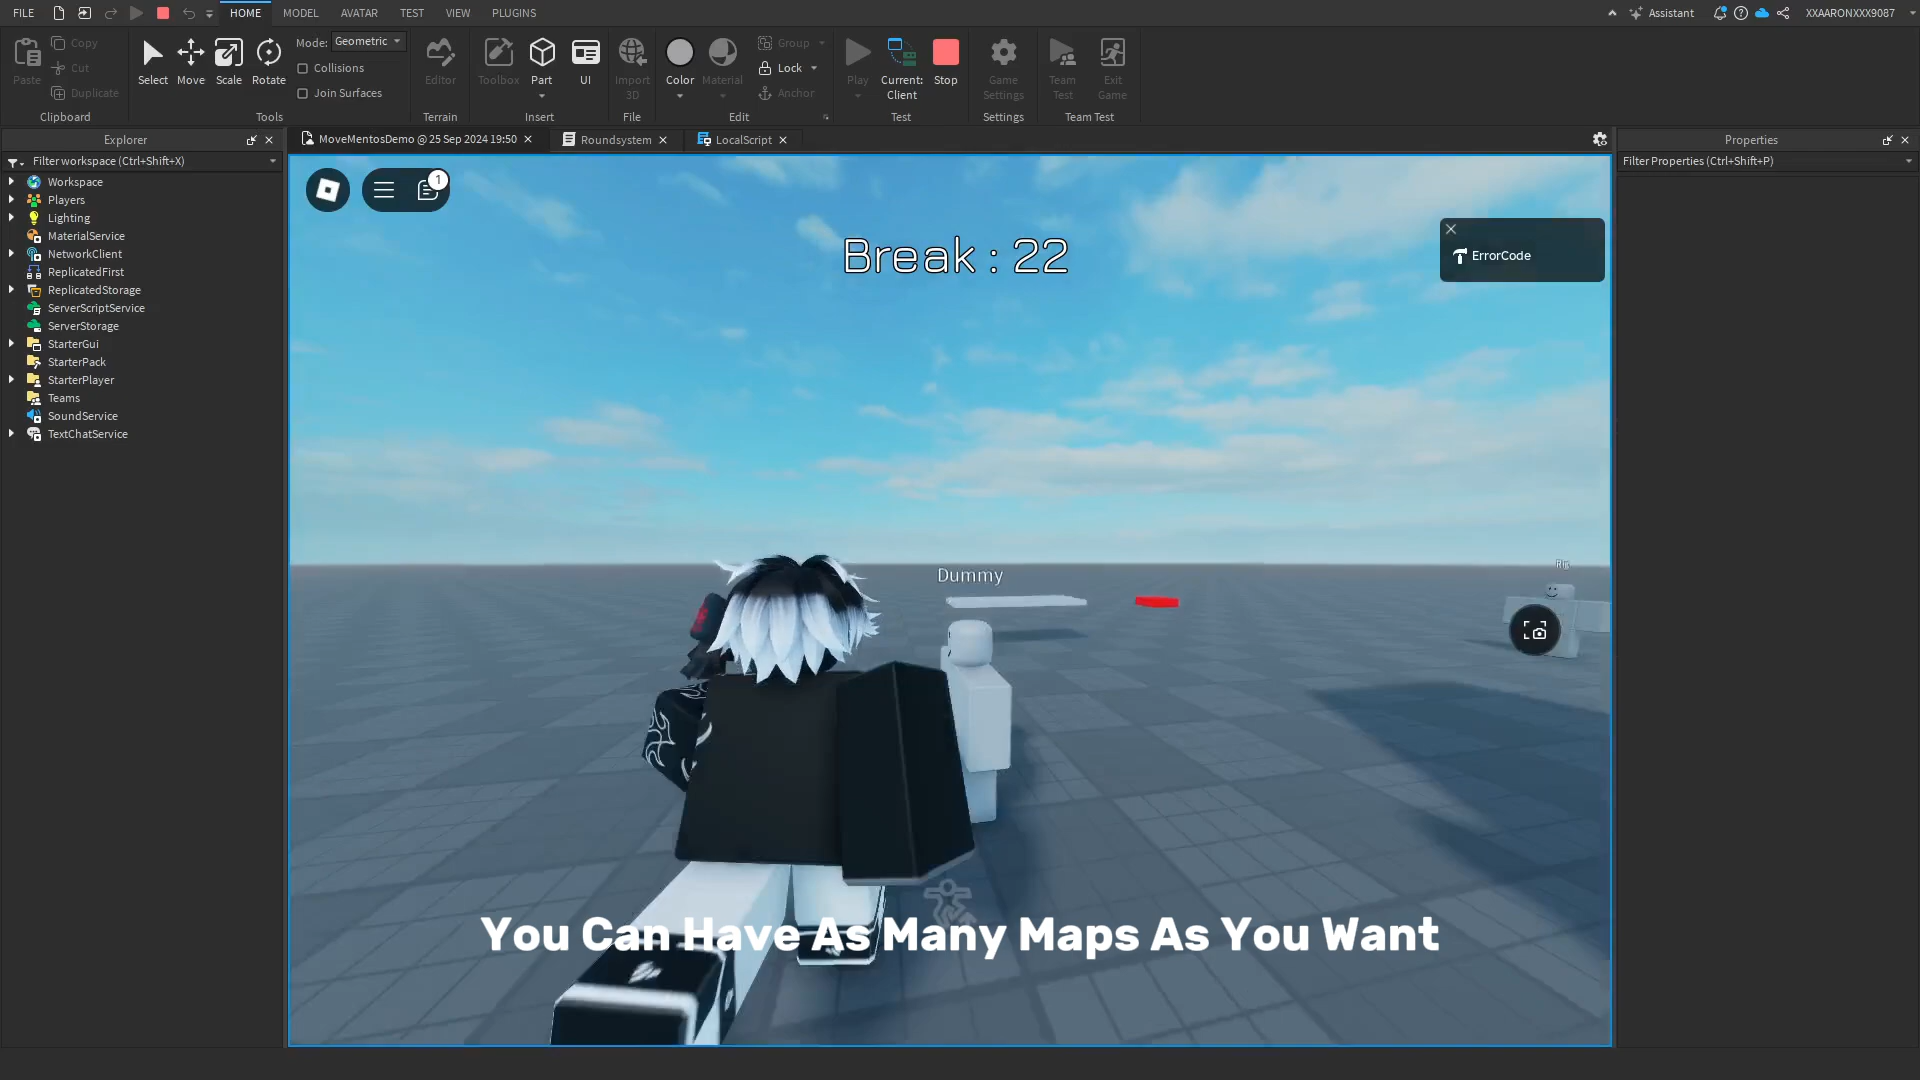 FILE HOME MODEL AVATAR TEST VIEW PLUGINS Assistant XXAARONXXX9087
Paste Copy Cut Duplicate
Clipboard
Select Move Scale Rotate
Mode: Geometric
Collisions
Join Surfaces
Tools
Editor
Terrain
Toolbox Part UI
Insert
Import 3D
File
Color Material Group Lock Anchor
Edit
Play Current: Client Stop
Test
Game Settings
Settings
Team Test Exit Game
Team Test
Explorer
MoveMentosDemo @ 25 Sep 2024 19:50 Roundsystem LocalScript
Properties
Filter workspace (Ctrl+Shift+X)
Filter Properties (Ctrl+Shift+P)
Workspace
Players
Lighting
MaterialService
NetworkClient
ReplicatedFirst
ReplicatedStorage
ServerScriptService
ServerStorage
StarterGui
StarterPack
StarterPlayer
Teams
SoundService
TextChatService
1
Break : 22
ErrorCode
Dummy
You Can Have As Many Maps As You Want